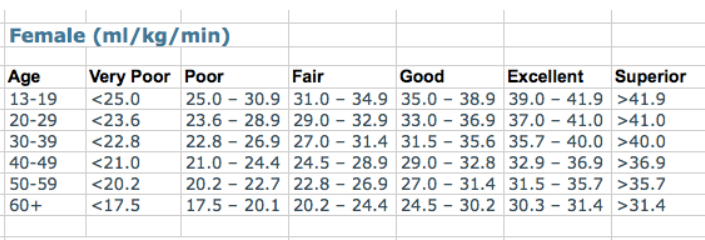 Female (ml/kg/min)
Age Very Poor Poor Fair Good Excellent Superior
13-19 <25.0 25.0 – 30.9 31.0 – 34.9 35.0 – 38.9 39.0 – 41.9 >41.9
20-29 <23.6 23.6 – 28.9 29.0 – 32.9 33.0 – 36.9 37.0 – 41.0 >41.0
30-39 <22.8 22.8 – 26.9 27.0 – 31.4 31.5 – 35.6 35.7 – 40.0 >40.0
40-49 <21.0 21.0 – 24.4 24.5 – 28.9 29.0 – 32.8 32.9 – 36.9 >36.9
50-59 <20.2 20.2 – 22.7 22.8 – 26.9 27.0 – 31.4 31.5 – 35.7 >35.7
60+ <17.5 17.5 – 20.1 20.2 – 24.4 24.5 – 30.2 30.3 – 31.4 >31.4